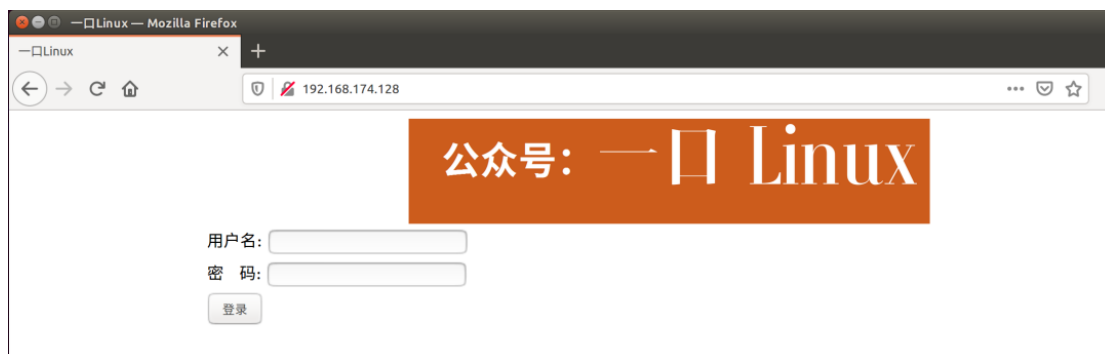 一口Linux — Mozilla Firefox
一口Linux
192.168.174.128
公众号：一口 Linux
用户名:
密 码:
登录